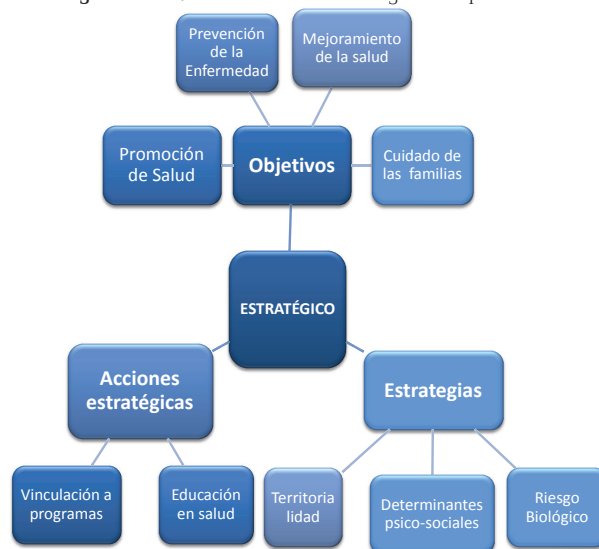 Prevención
de la
Enfermedad
Mejoramiento
de la salud
Promoción
de Salud
Objetivos
Cuidado de
las familias
ESTRATÉGICO
Acciones
estratégicas
Estrategias
Vinculación a
programas
Educación
en salud
Territoria
lidad
Determinantes
psico-sociales
Riesgo
Biológico